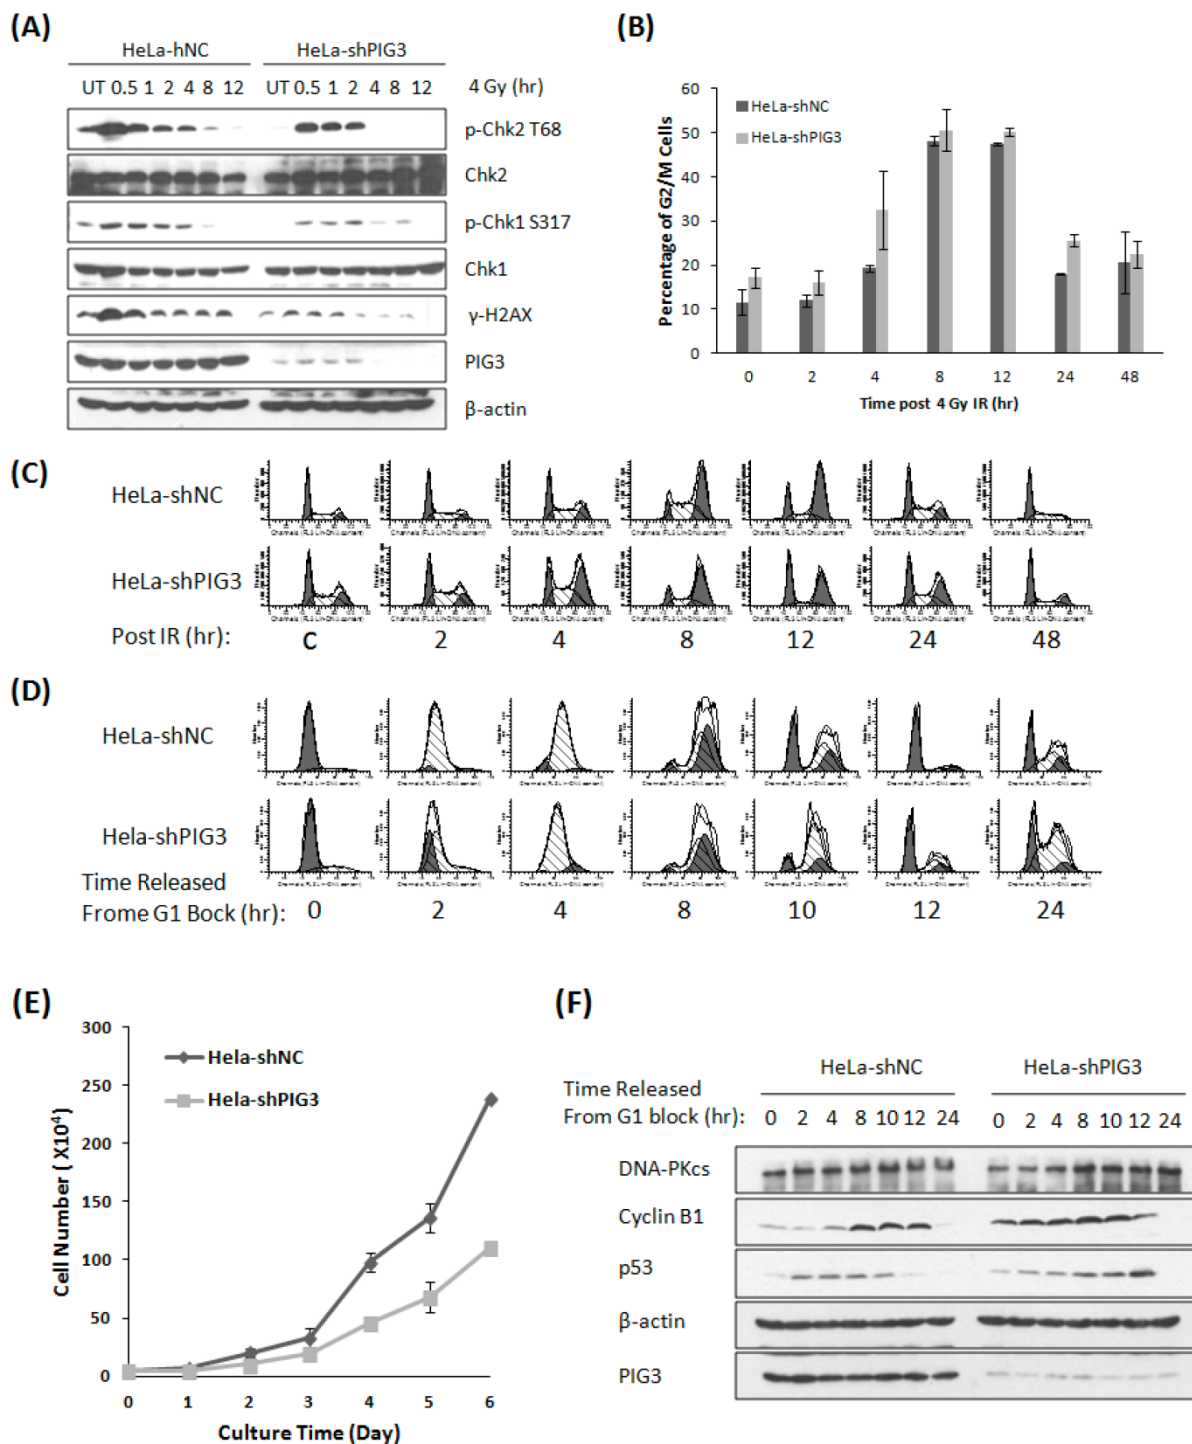 (A)
HeLa-hNC HeLa-shPIG3
UT 0.5 1 2 4 8 12 UT 0.5 1 2 4 8 12 4 Gy (hr)
p-Chk2 T68
Chk2
p-Chk1 S317
Chk1
γ-H2AX
PIG3
β-actin
(B)
Percentage of G2/M Cells
60
50
40
30
20
10
0
HeLa-shNC
HeLa-shPIG3
0 2 4 8 12 24 48
Time post 4 Gy IR (hr)
(C)
HeLa-shNC
HeLa-shPIG3
Post IR (hr): C 2 4 8 12 24 48
(D)
HeLa-shNC
Hela-shPIG3
Time Released
Frome G1 Bock (hr): 0 2 4 8 10 12 24
(E)
Cell Number ( X10⁴)
300
250
200
150
100
50
0
Hela-shNC
Hela-shPIG3
0 1 2 3 4 5 6
Culture Time (Day)
(F)
HeLa-shNC HeLa-shPIG3
Time Released
From G1 block (hr): 0 2 4 8 10 12 24 0 2 4 8 10 12 24
DNA-PKcs
Cyclin B1
p53
β-actin
PIG3